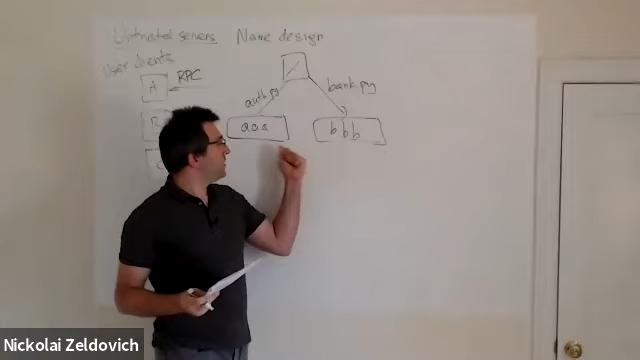 Untrusted servers Name design
User clients
/
A
RPC
auth.py
bank.py
aaa
bbb
Nickolai Zeldovich